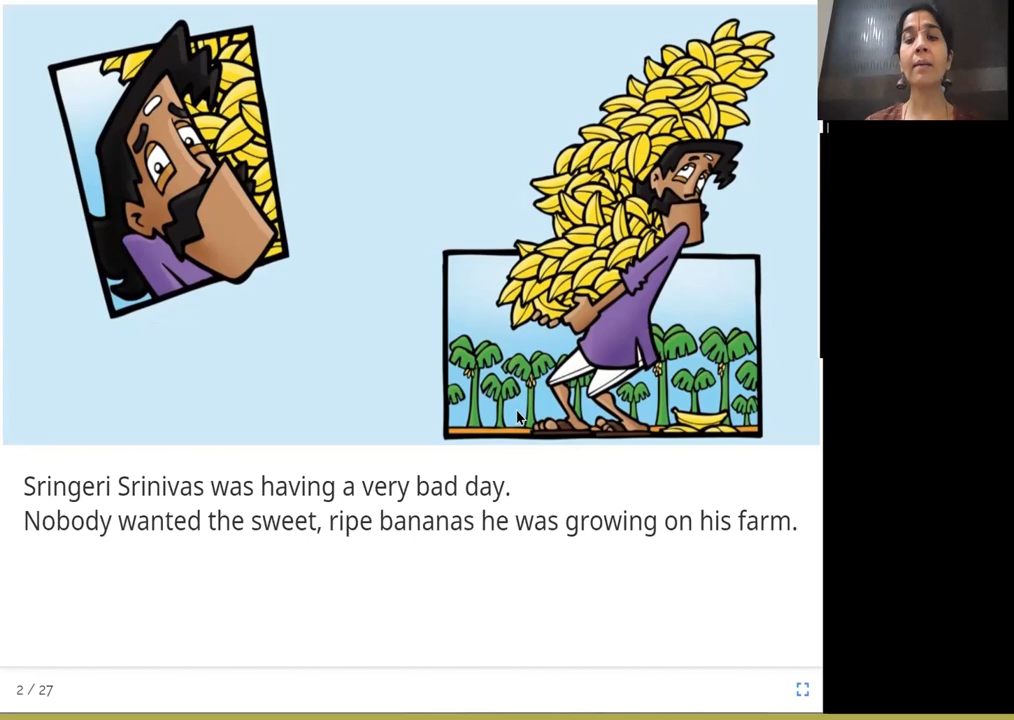 Sringeri Srinivas was having a very bad day.
Nobody wanted the sweet, ripe bananas he was growing on his farm.
2 / 27